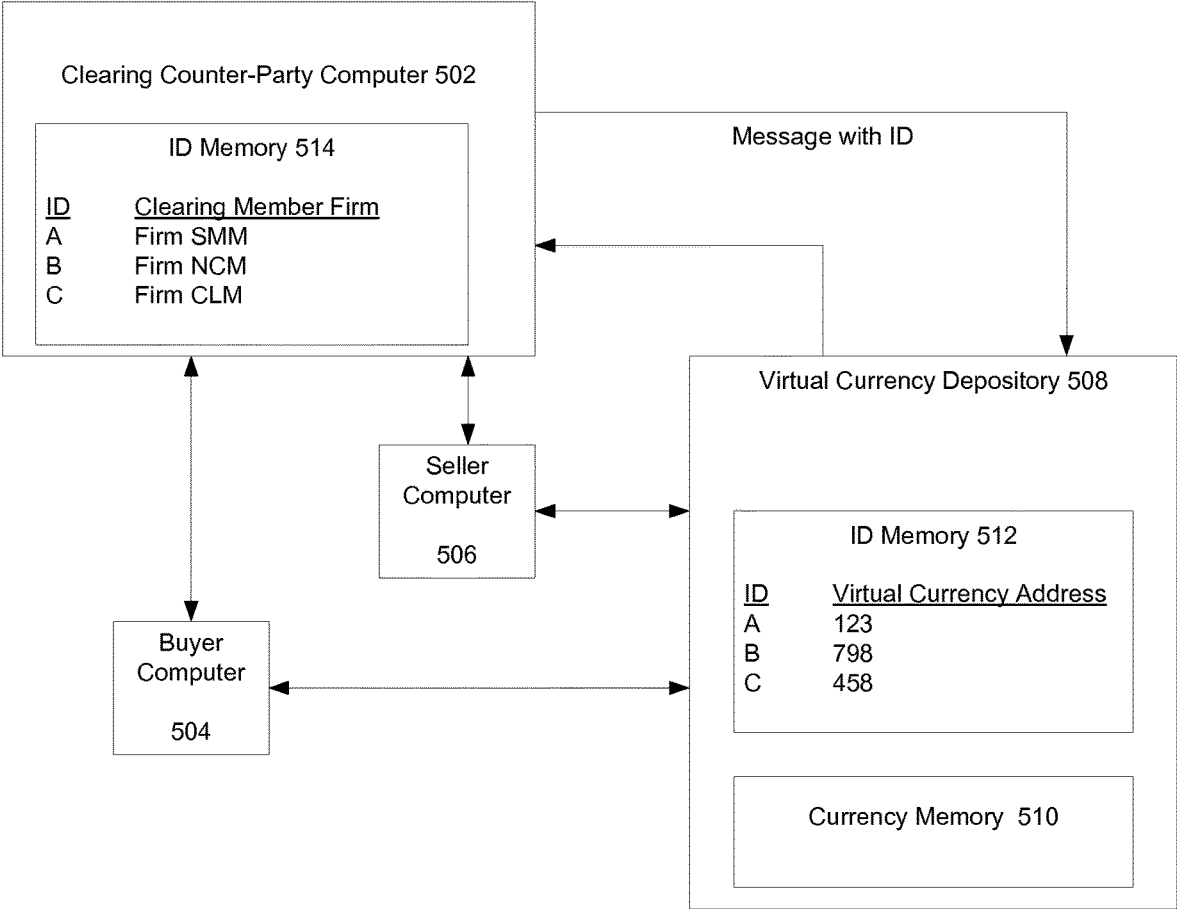 Clearing Counter-Party Computer 502
ID Memory 514
ID Clearing Member Firm
A Firm SMM
B Firm NCM
C Firm CLM
Message with ID
Virtual Currency Depository 508
Seller
Computer
506
ID Memory 512
ID Virtual Currency Address
A 123
B 798
C 458
Buyer
Computer
504
Currency Memory 510